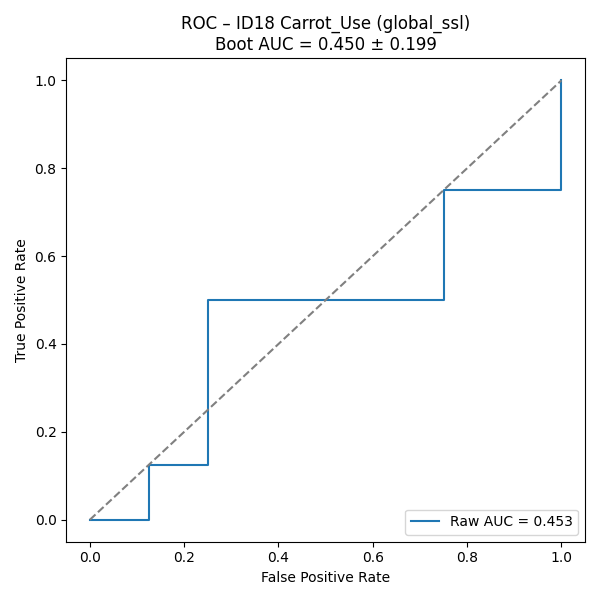 ROC – ID18 Carrot_Use (global_ssl)
Boot AUC = 0.450 ± 0.199
1.0
0.8
0.6
0.4
0.2
0.0
True Positive Rate
Raw AUC = 0.453
0.0 0.2 0.4 0.6 0.8 1.0
False Positive Rate